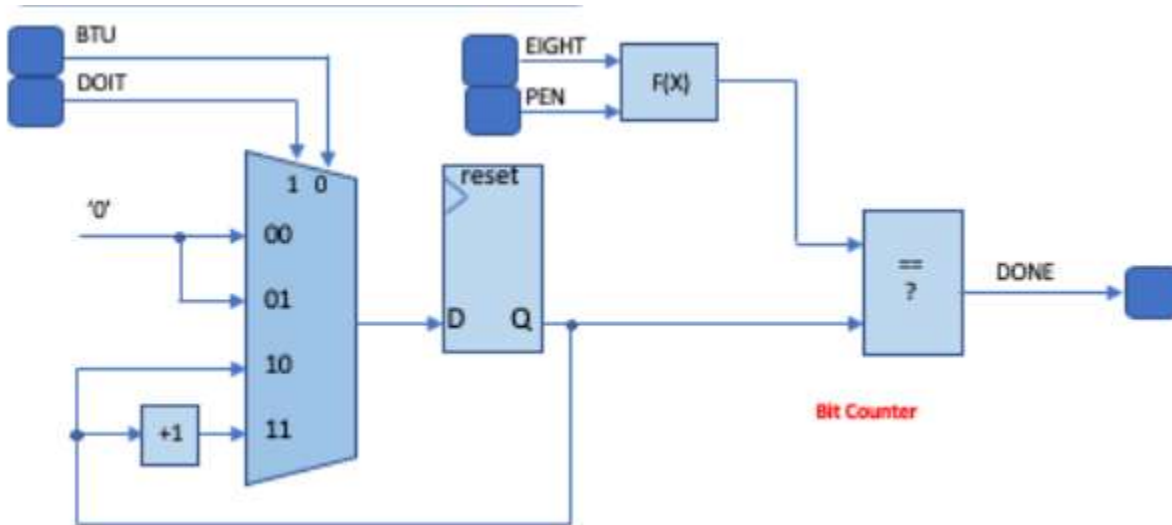 BTU
DOIT
EIGHT
PEN
F(X)
1 0
reset
'0'
00
01
10
11
+1
D Q
==
?
DONE
Bit Counter